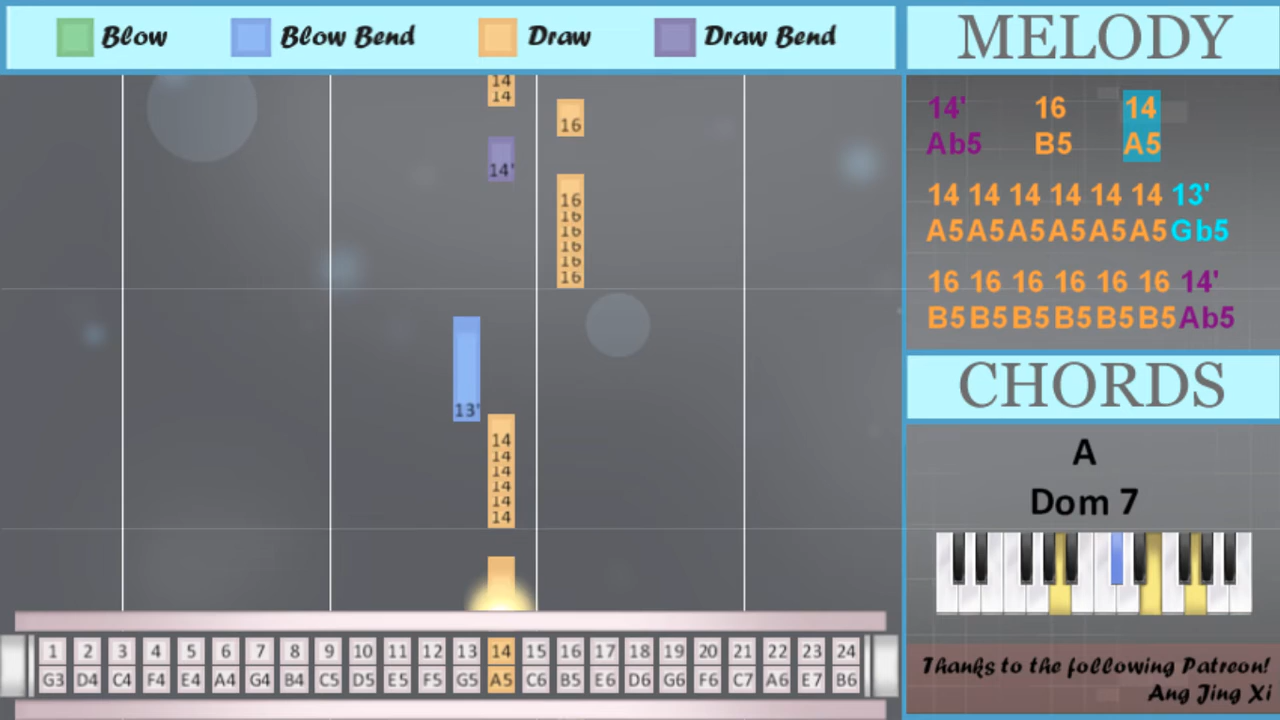 Blow Blow Bend Draw Draw Bend
MELODY
14' 16 14
Ab5 B5 A5
14 14 14 14 14 14 13'
A5 A5 A5 A5 A5 A5 Gb5
16 16 16 16 16 16 14'
B5 B5 B5 B5 B5 B5 Ab5
CHORDS
A
Dom 7
Thanks to the following Patreon!
Ang Jing Xi
14
14
16
14'
16
16
16
16
16
16
13'
14
14
14
14
14
14
1 2 3 4 5 6 7 8 9 10 11 12 13 14 15 16 17 18 19 20 21 22 23 24
G3 D4 C4 F4 E4 A4 G4 B4 C5 D5 E5 F5 G5 A5 C6 B5 E6 D6 G6 F6 C7 A6 E7 B6